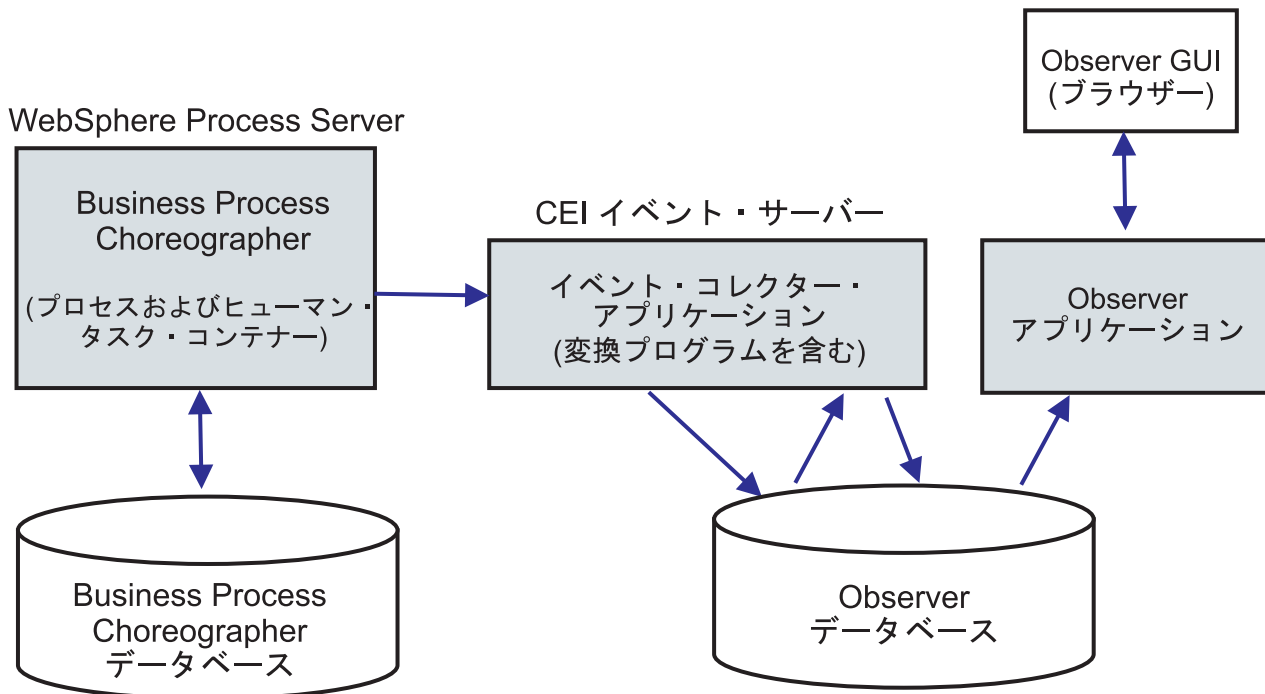 WebSphere Process Server
Business Process
Choreographer
(プロセスおよびヒューマン・
タスク・コンテナー)
Business Process
Choreographer
データベース
CEI イベント・サーバー
イベント・コレクター・
アプリケーション
(変換プログラムを含む)
Observer
データベース
Observer GUI
(ブラウザー)
Observer
アプリケーション